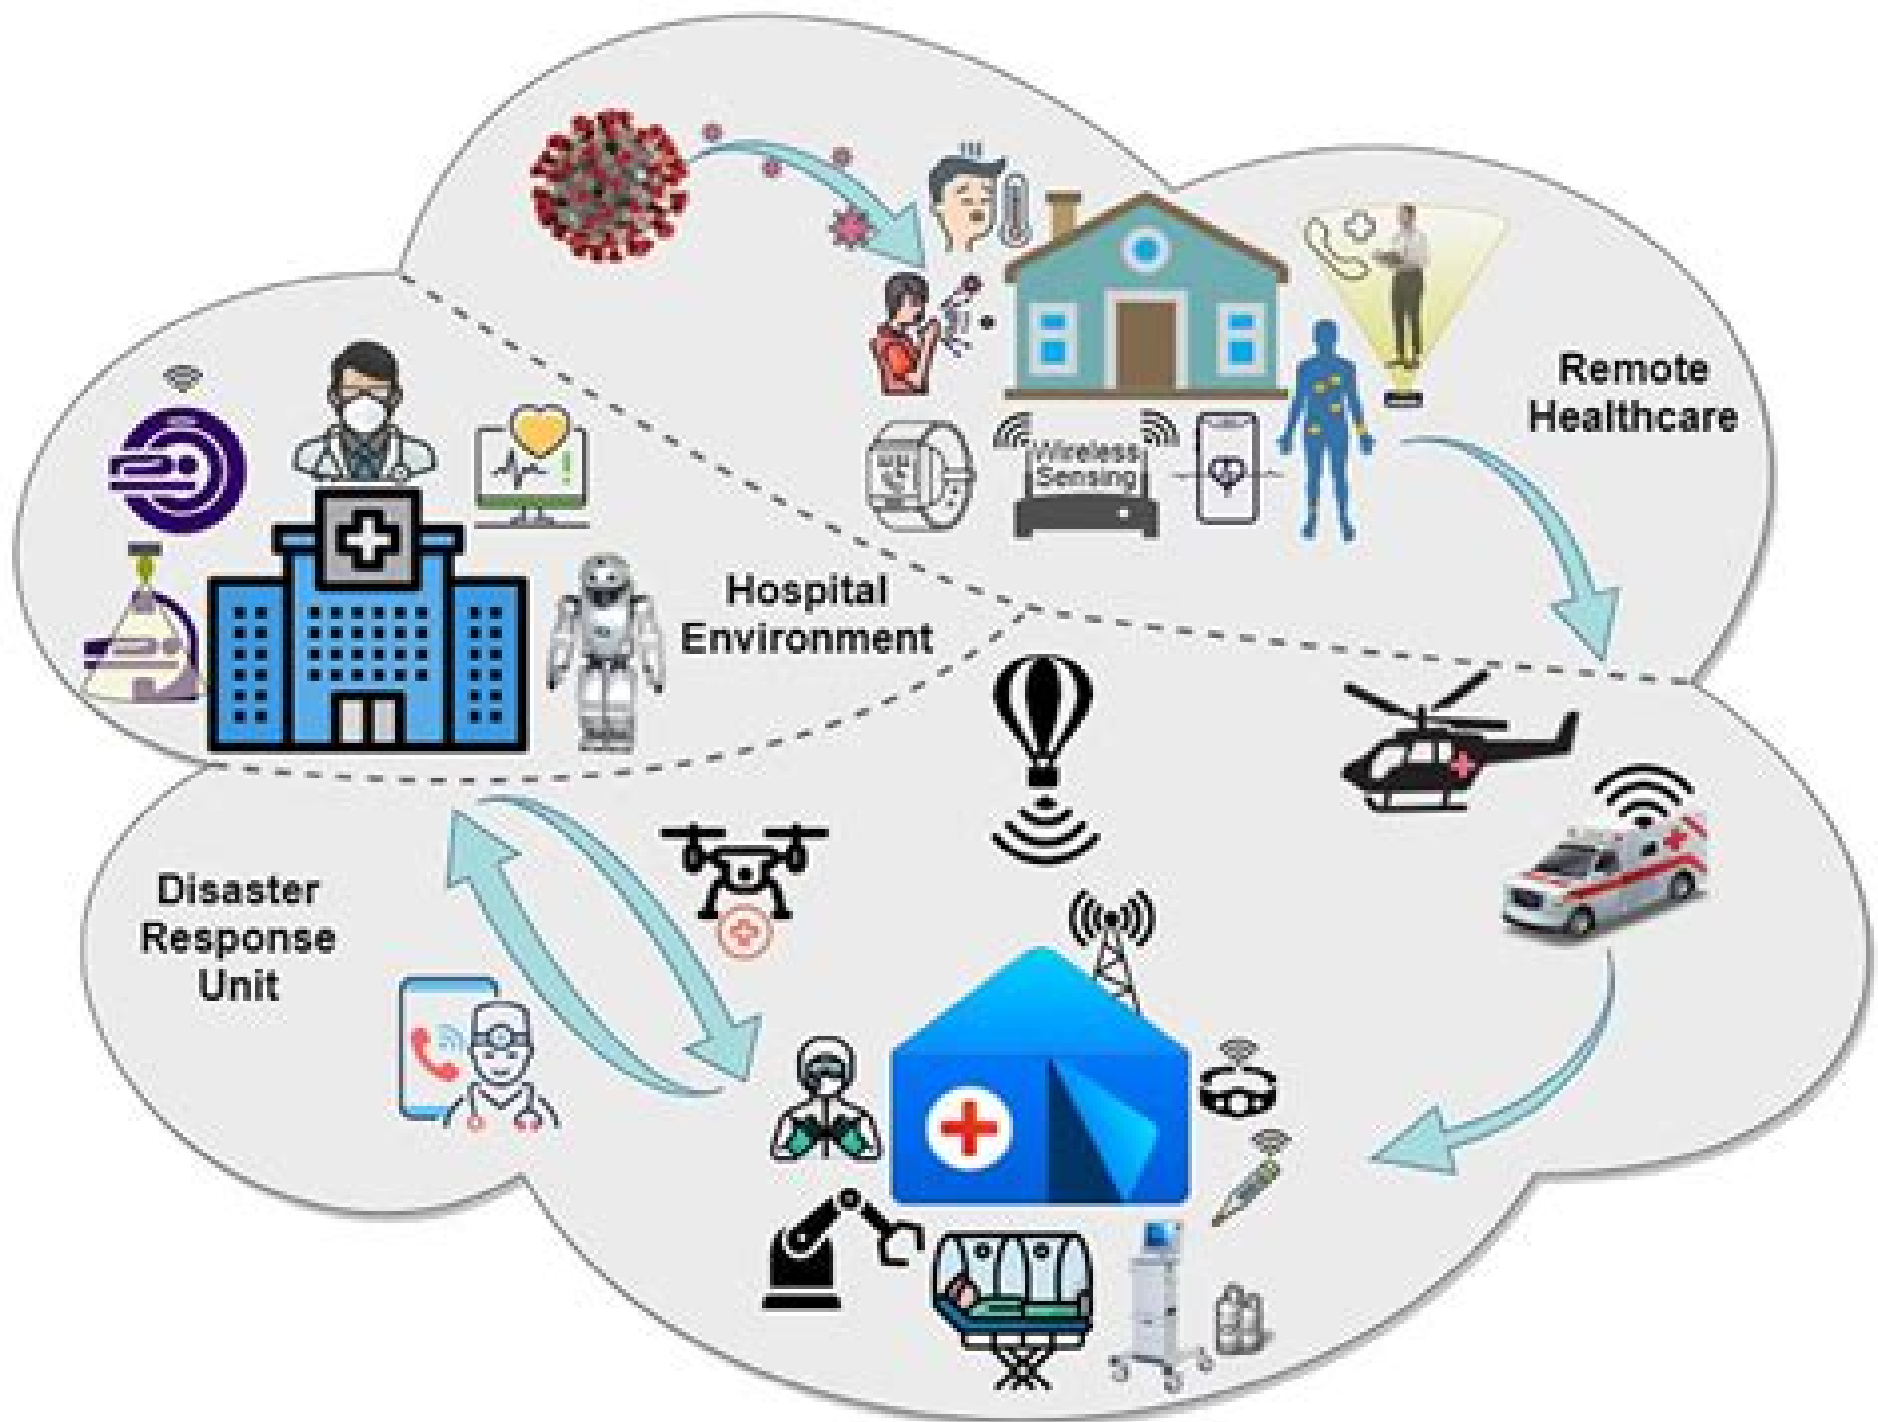 Remote
Healthcare
Wireless
Sensing
Hospital
Environment
Disaster
Response
Unit